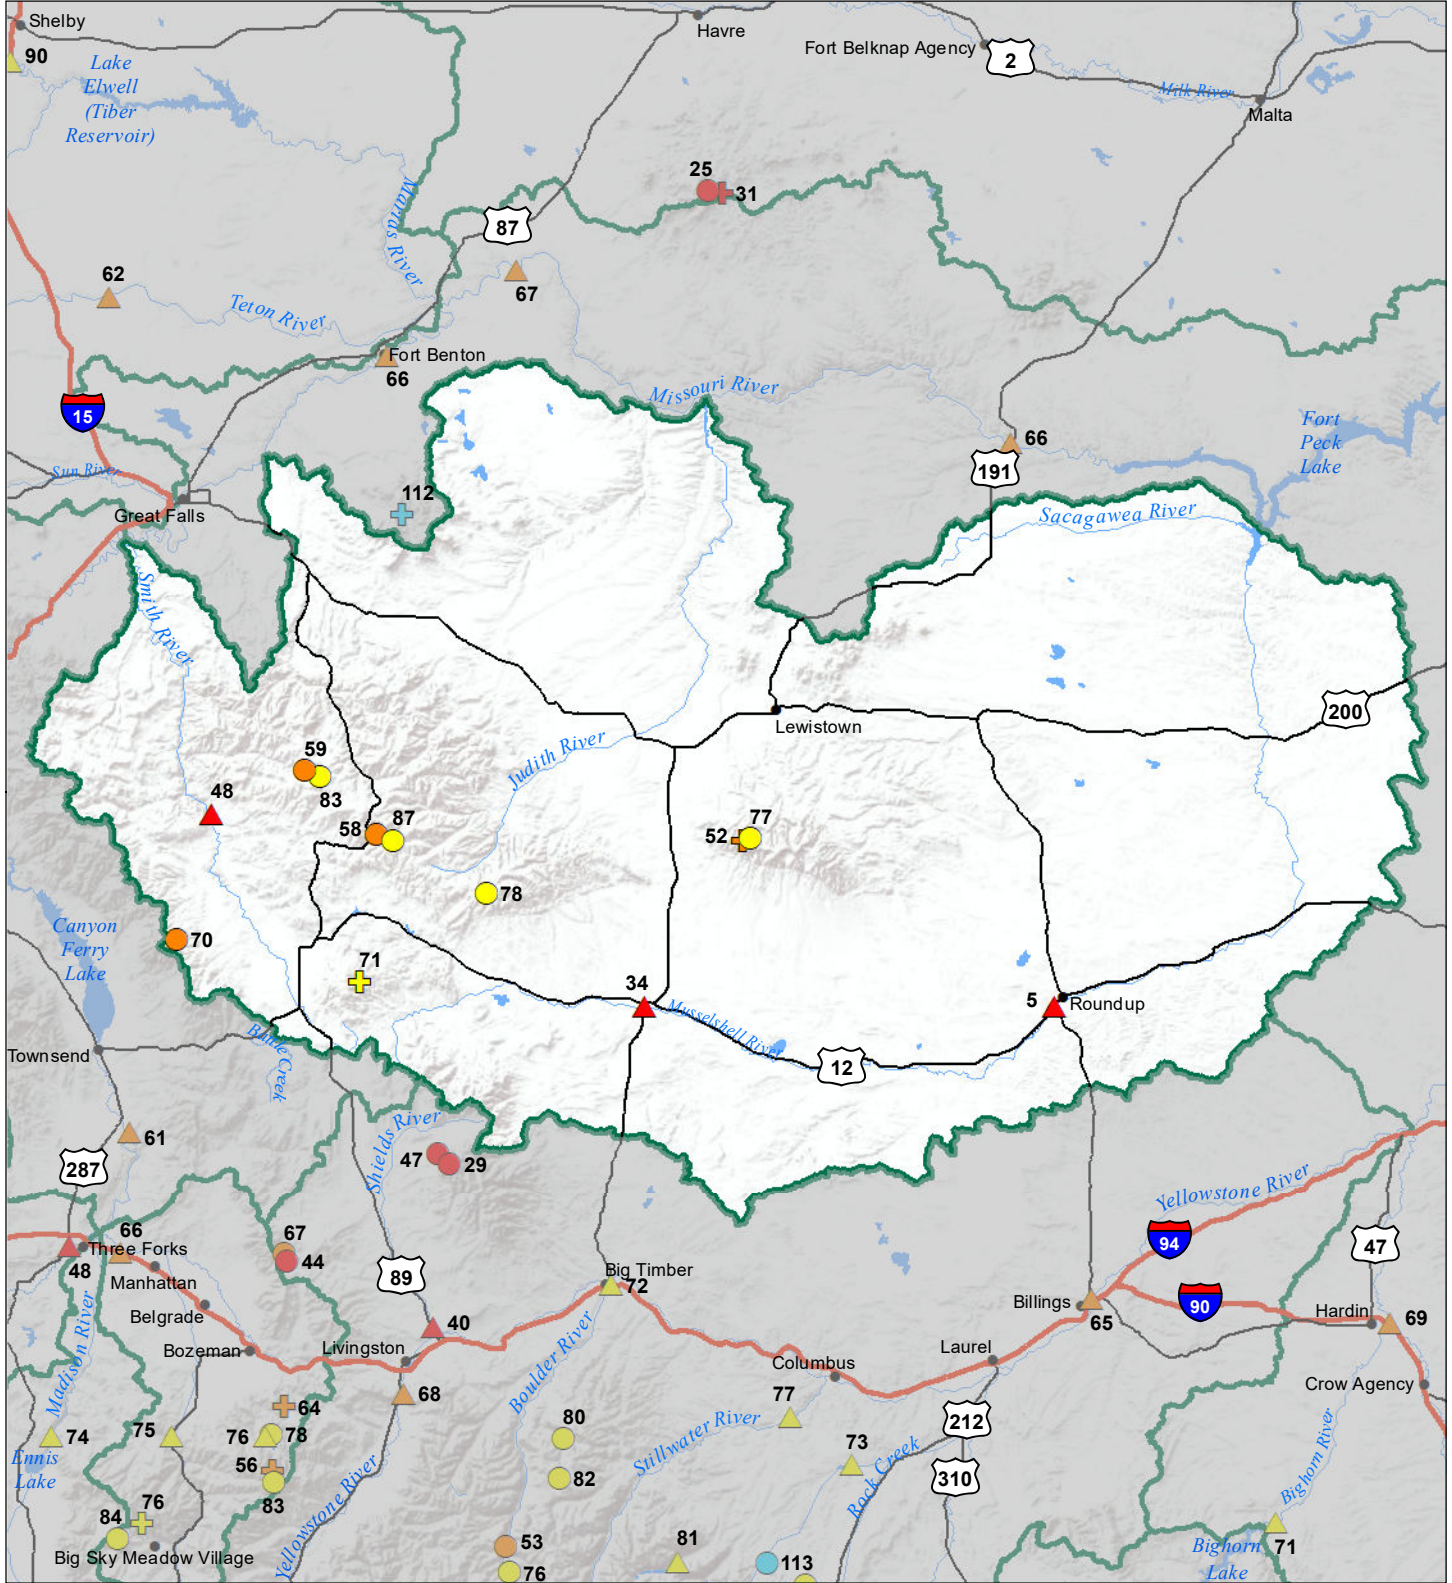 Shelby
Havre
Fort Belknap Agency
2
90
Lake
Elwell
(Tiber
Reservoir)
Milk River
Malta
25
31
Marias River
87
62
67
Teton River
Fort Benton
66
Missouri River
15
Fort
Peck
Lake
66
191
Sun River
112
Great Falls
Sacagawea River
Smith River
200
Lewistown
Judith River
59
83
48
58
87
77
52
78
Canyon
Ferry
Lake
70
71
34
5
Roundup
Musselshell River
Battle Creek
Townsend
12
61
Shields River
287
47
29
Yellowstone River
66
67
Three Forks
48
44
94
47
Manhattan
89
Big Timber
72
Belgrade
Billings
65
90
Hardin
69
Madison River
40
Bozeman
Livingston
Boulder River
Laurel
Columbus
Crow Agency
68
64
77
212
74
75
76
78
80
Stillwater River
73
Ennis
Lake
56
82
Rock Creek
310
Bighorn River
83
Yellowstone River
76
84
53
81
113
Big Sky Meadow Village
76
Bighorn
Lake
71